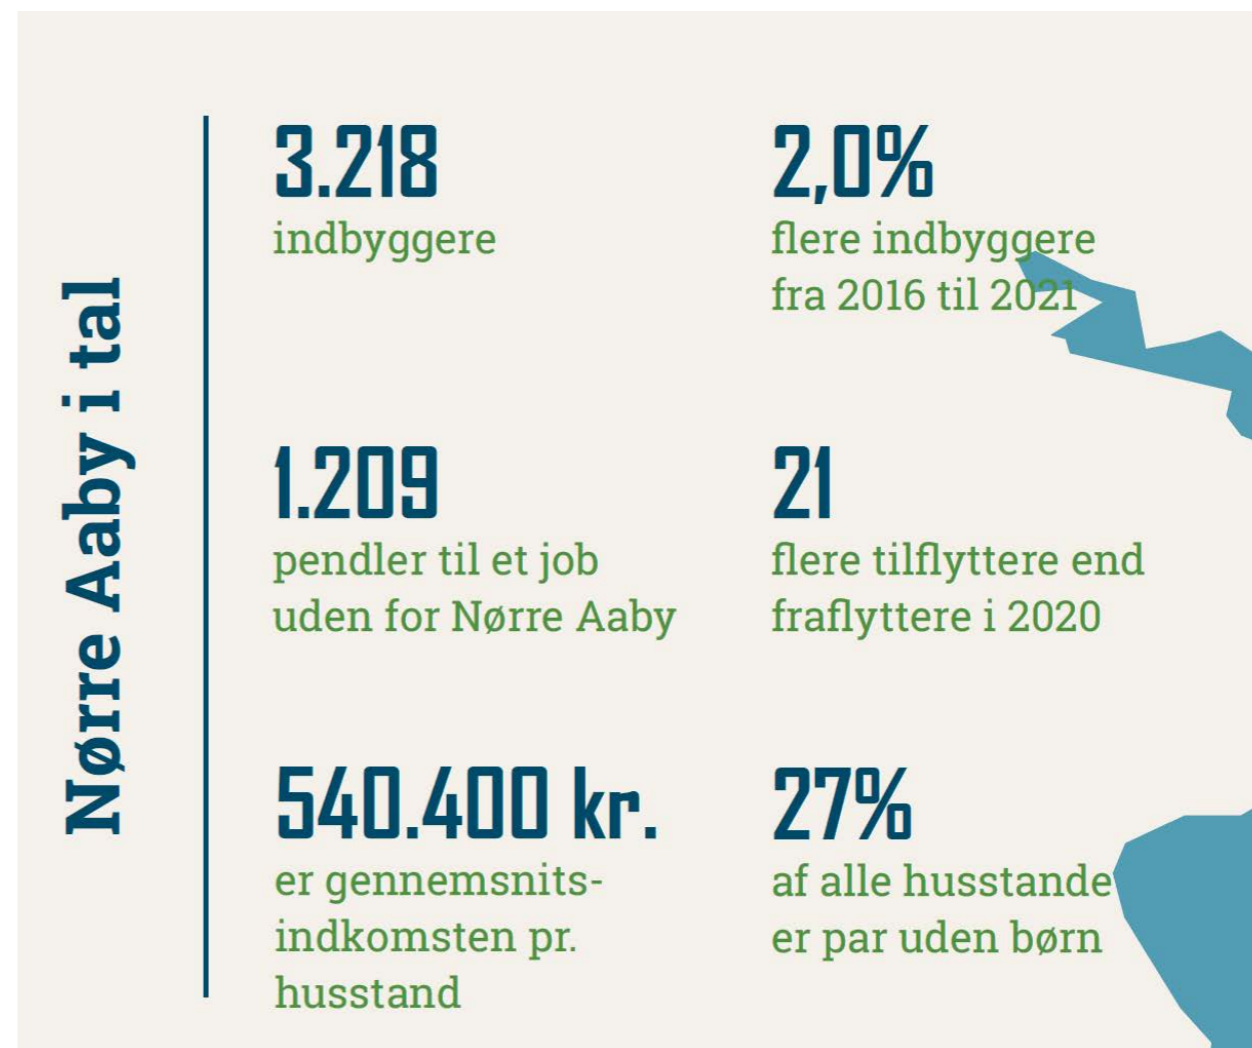 Nørre Aaby i tal
3.218
indbyggere
2,0%
flere indbyggere
fra 2016 til 2021
1.209
pendler til et job
uden for Nørre Aaby
21
flere tilflyttere end
fraflyttere i 2020
540.400 kr.
er gennemsnits-
indkomsten pr.
husstand
27%
af alle husstande
er par uden børn